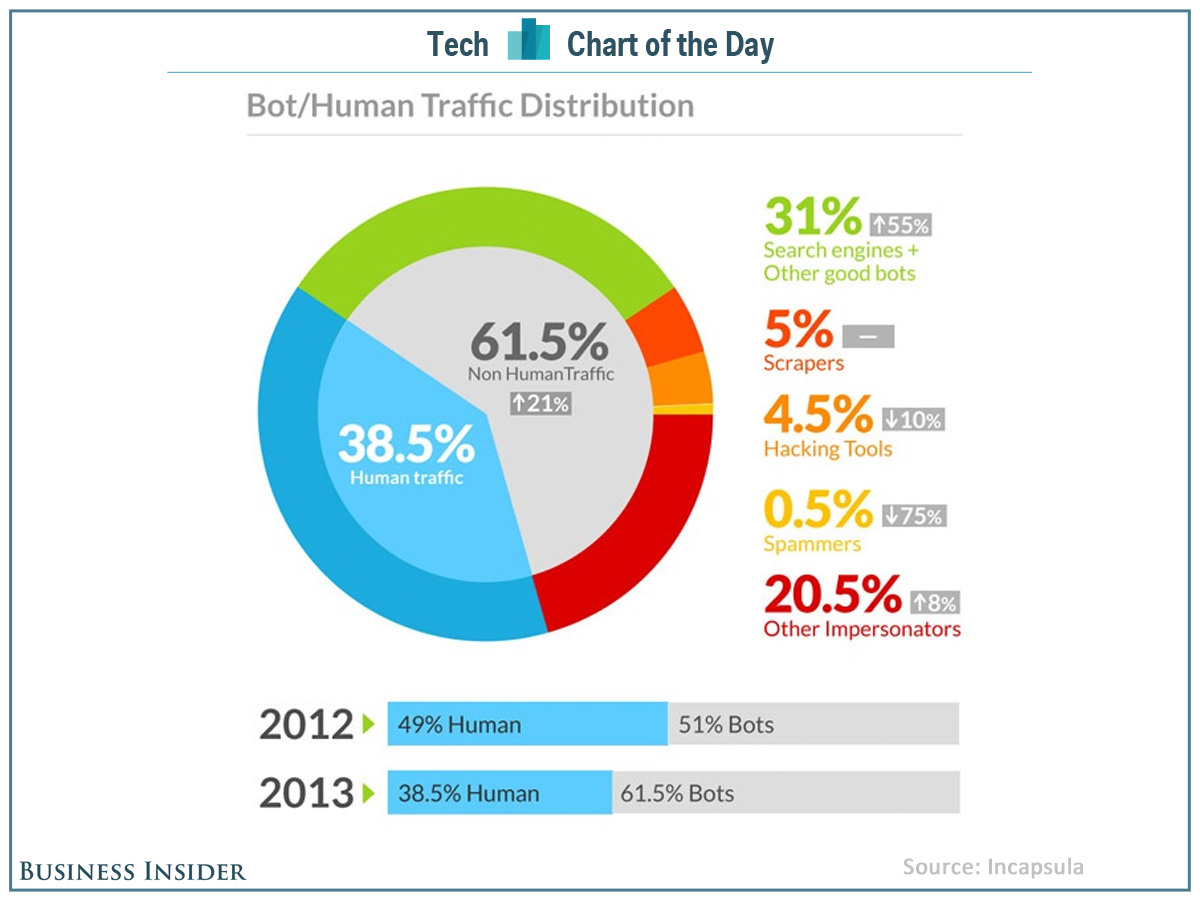 Tech Chart of the Day
Bot/Human Traffic Distribution
61.5%
Non HumanTraffic
↑21%
38.5%
Human traffic
31% ↑55%
Search engines +
Other good bots
5% –
Scrapers
4.5% ↓10%
Hacking Tools
0.5% ↓75%
Spammers
20.5% ↑8%
Other Impersonators
2012 49% Human 51% Bots
2013 38.5% Human 61.5% Bots
BUSINESS INSIDER
Source: Incapsula